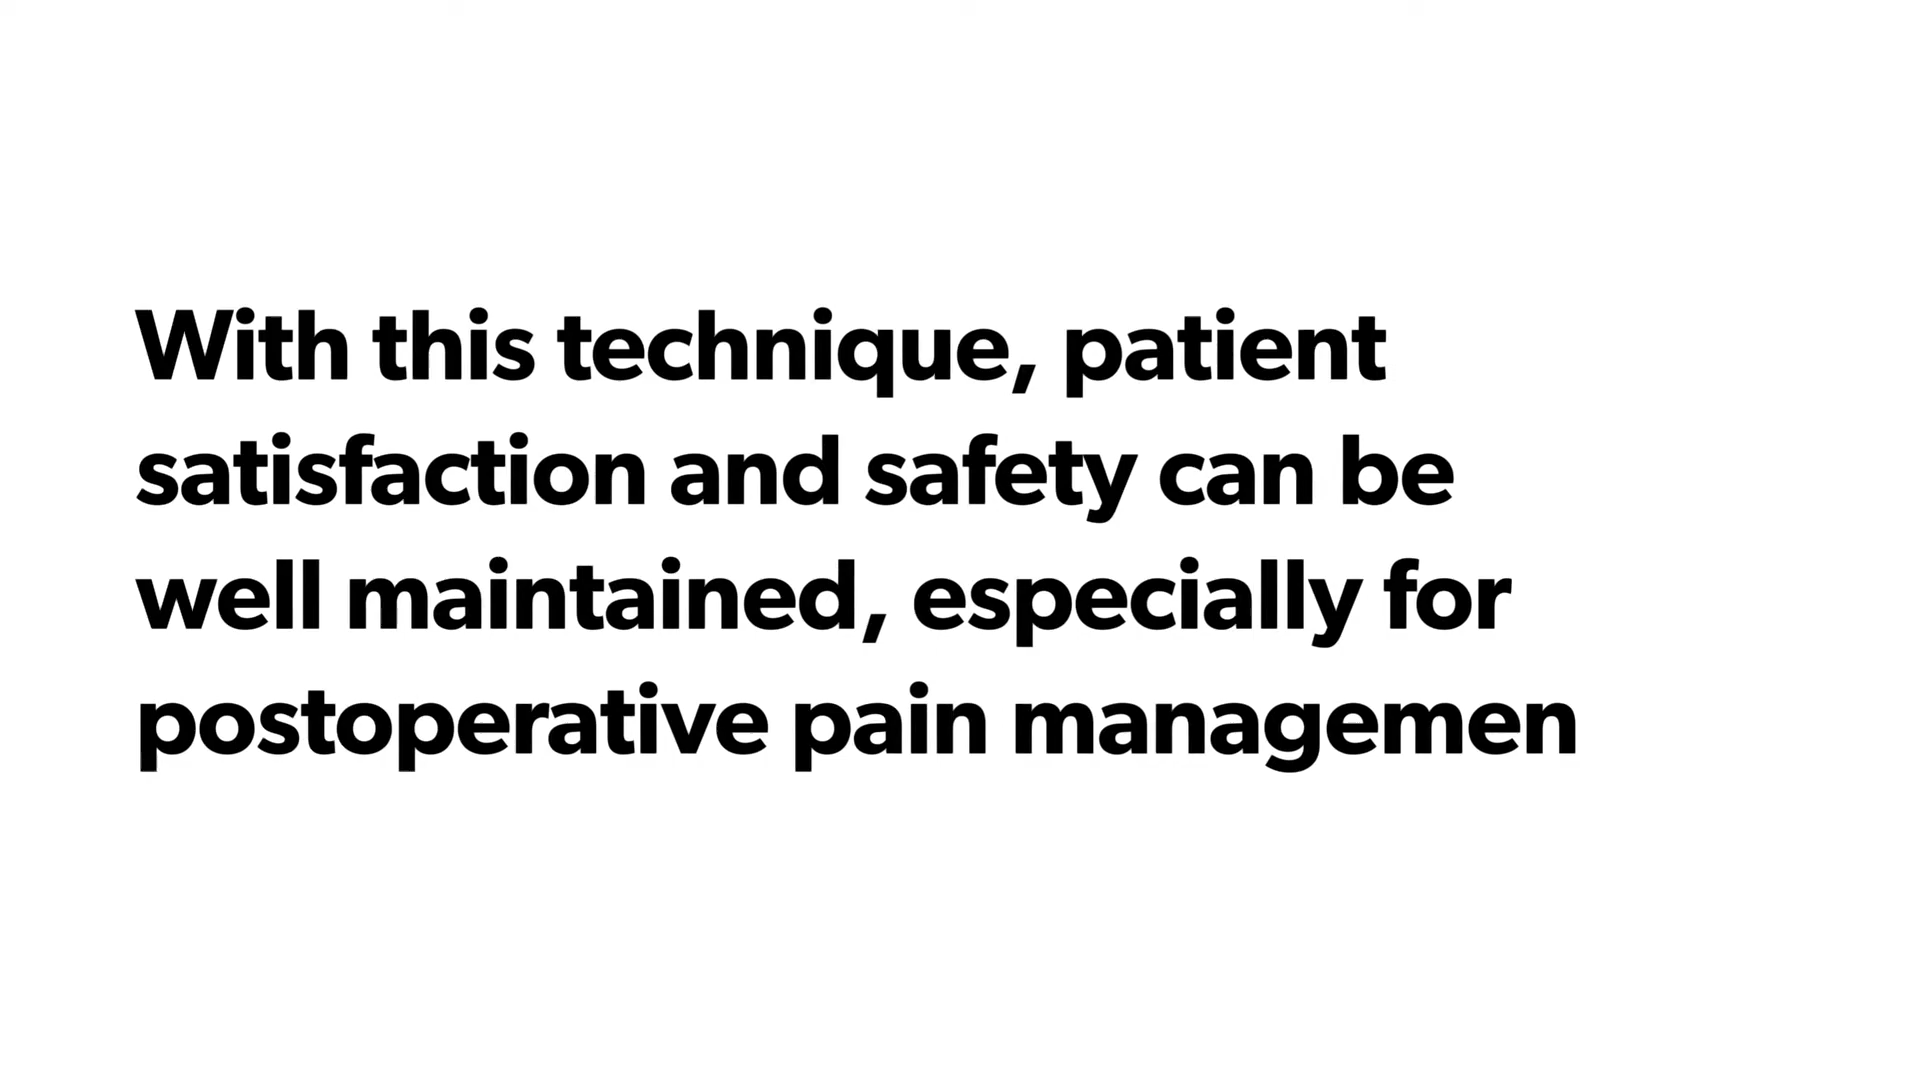 With this technique, patient
satisfaction and safety can be
well maintained, especially for
postoperative pain managemen